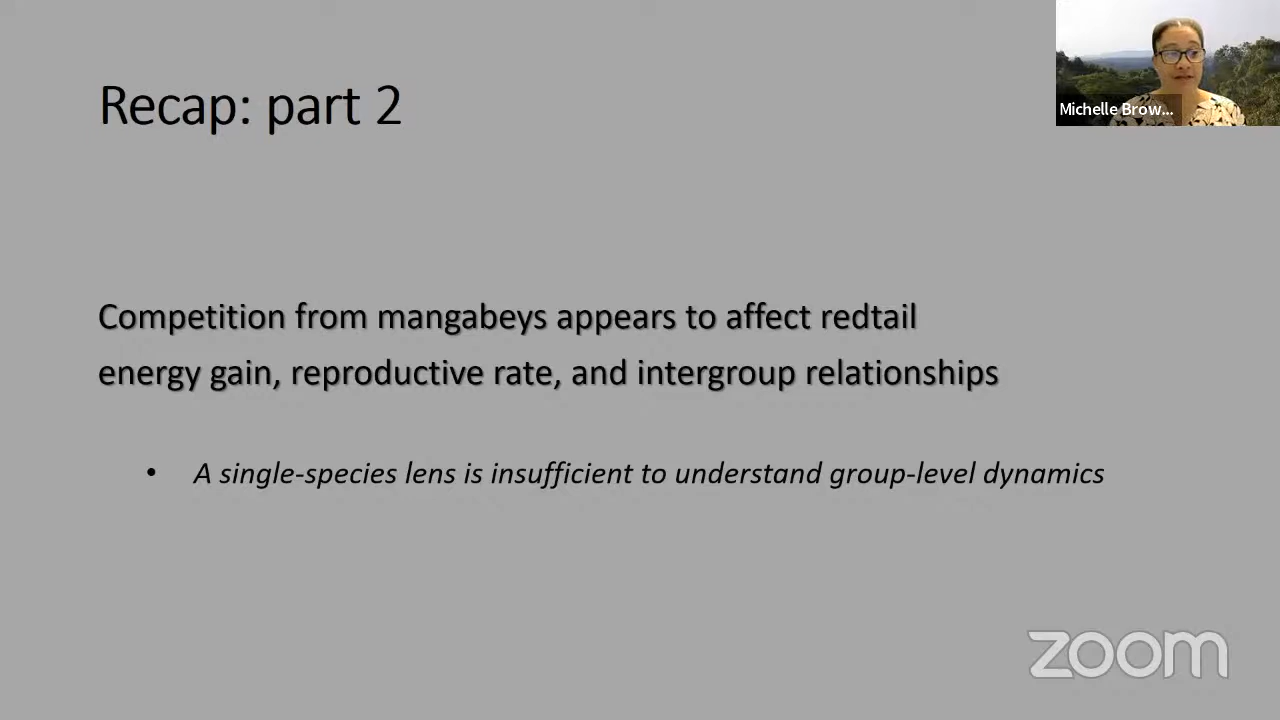 Recap: part 2
Michelle Brow...
Competition from mangabeys appears to affect redtail
energy gain, reproductive rate, and intergroup relationships
• A single-species lens is insufficient to understand group-level dynamics
zoom